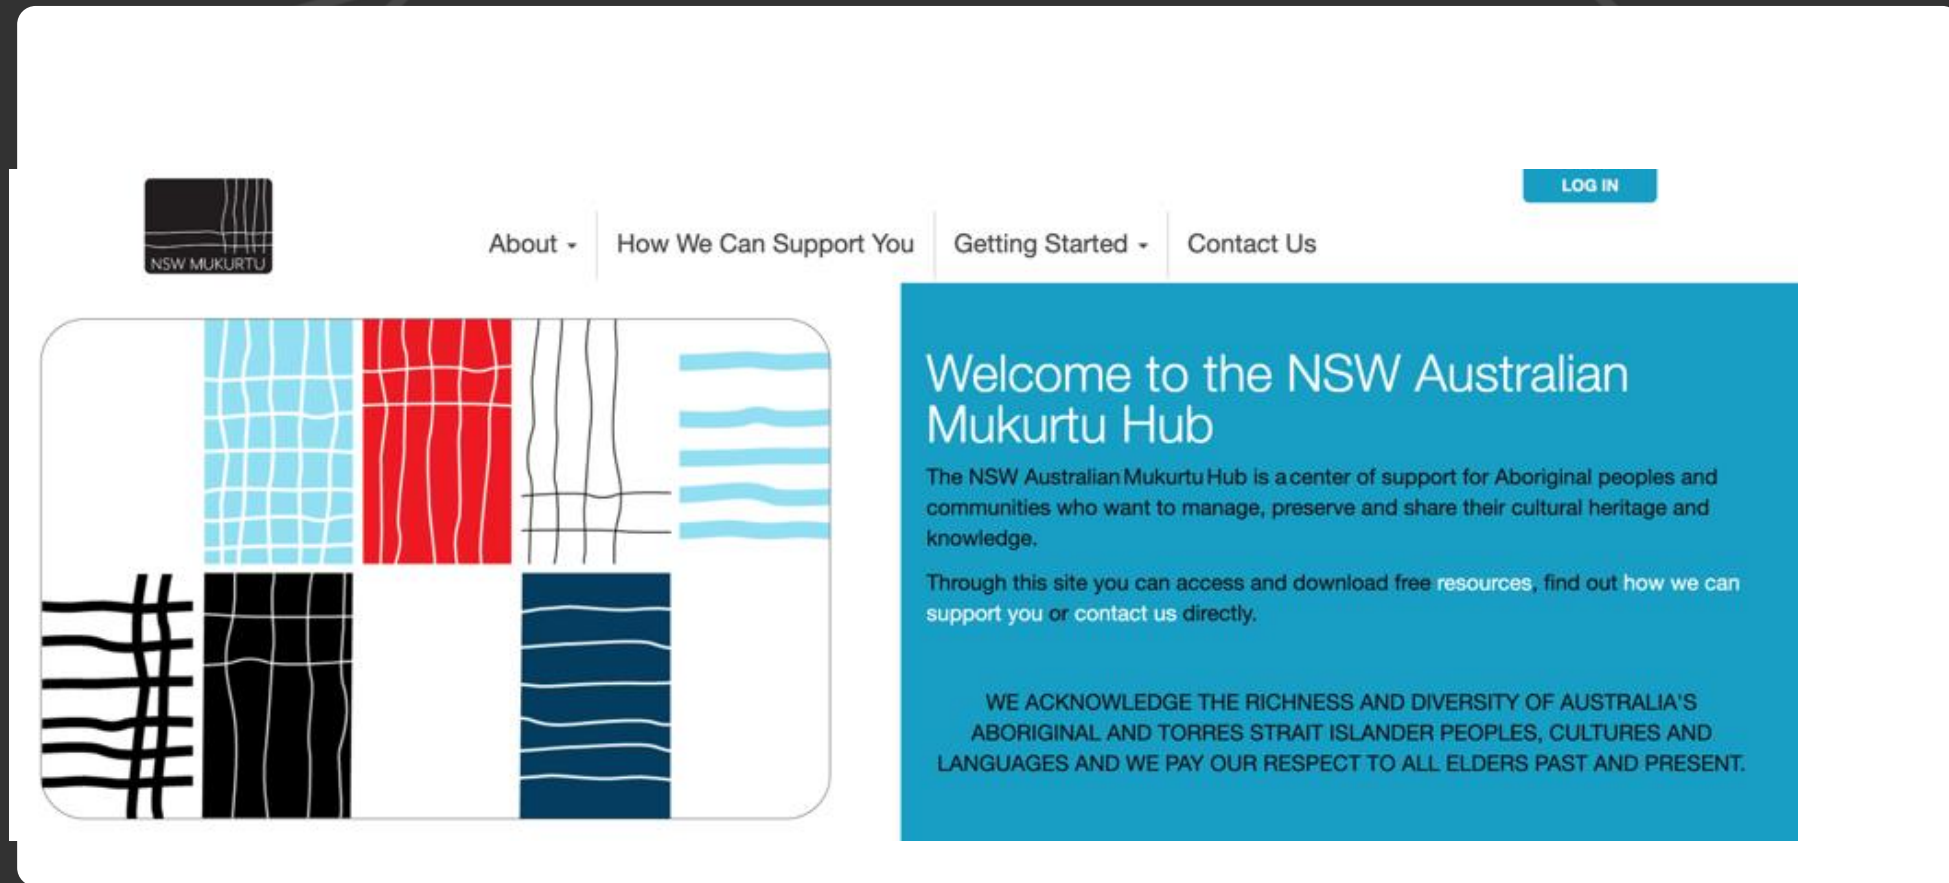 LOG IN
NSW MUKURTU
About
How We Can Support You
Getting Started
Contact Us
Welcome to the NSW Australian
Mukurtu Hub
The NSW Australian Mukurtu Hub is a center of support for Aboriginal peoples and
communities who want to manage, preserve and share their cultural heritage and
knowledge.
Through this site you can access and download free resources, find out how we can
support you or contact us directly.
WE ACKNOWLEDGE THE RICHNESS AND DIVERSITY OF AUSTRALIA'S
ABORIGINAL AND TORRES STRAIT ISLANDER PEOPLES, CULTURES AND
LANGUAGES AND WE PAY OUR RESPECT TO ALL ELDERS PAST AND PRESENT.